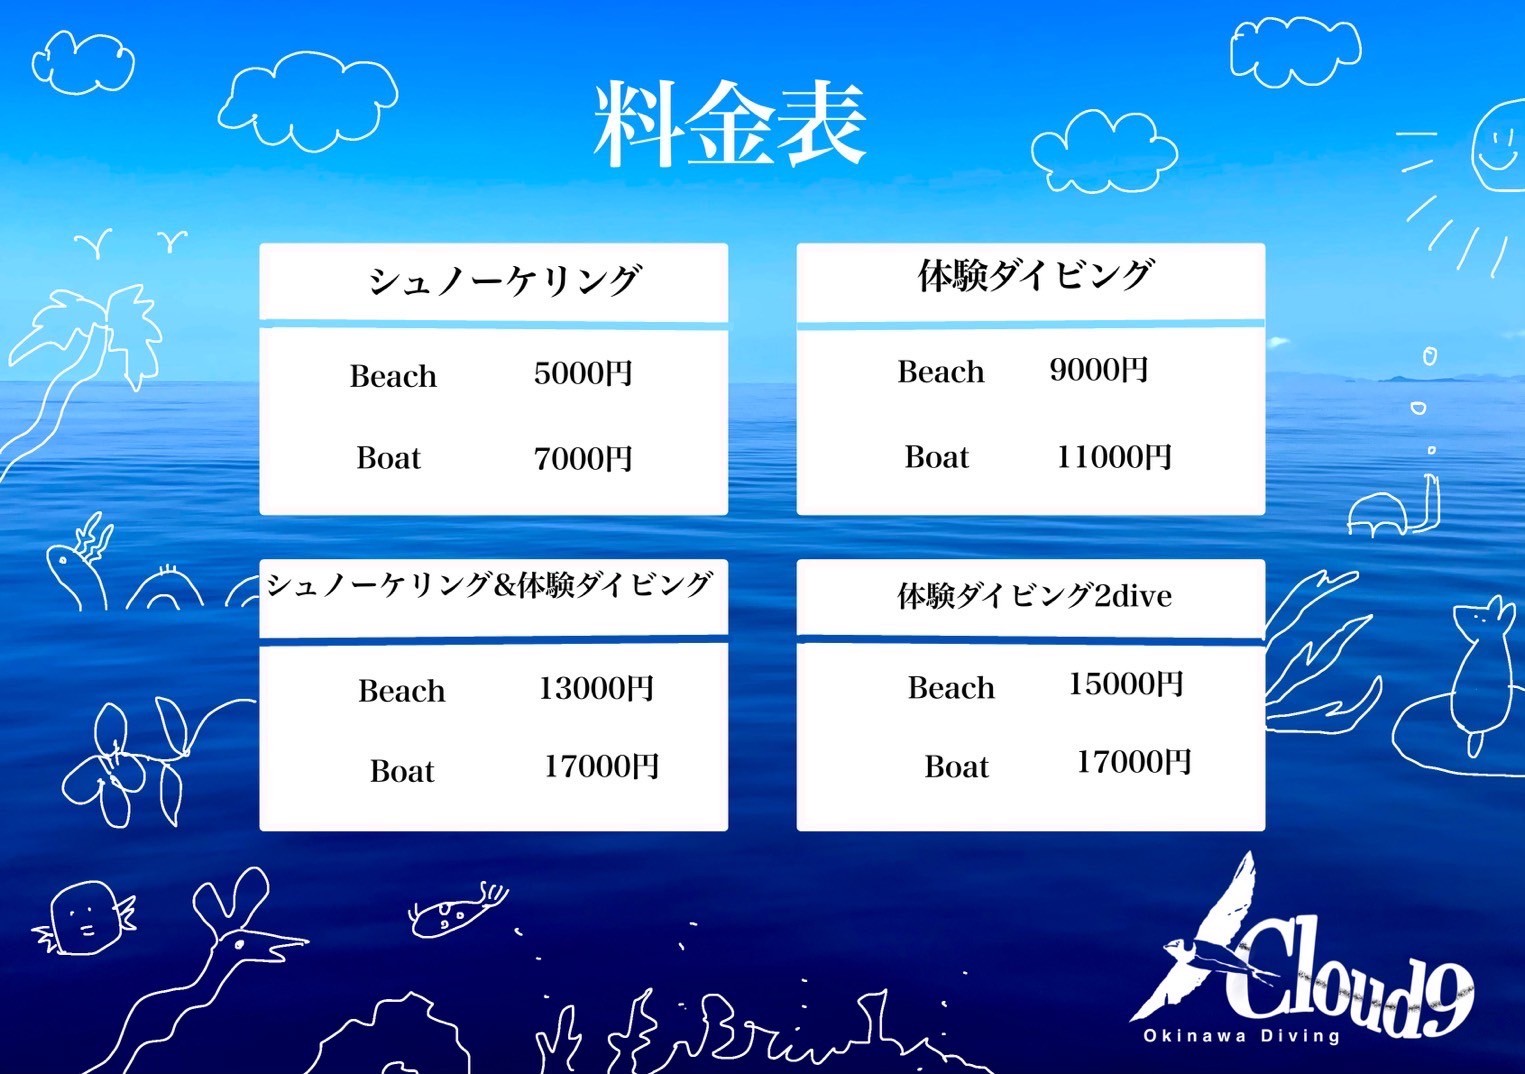 料金表
シュノーケリング
Beach 5000円
Boat 7000円
体験ダイビング
Beach 9000円
Boat 11000円
シュノーケリング&体験ダイビング
Beach 13000円
Boat 17000円
体験ダイビング2dive
Beach 15000円
Boat 17000円
Cloud9
Okinawa Diving